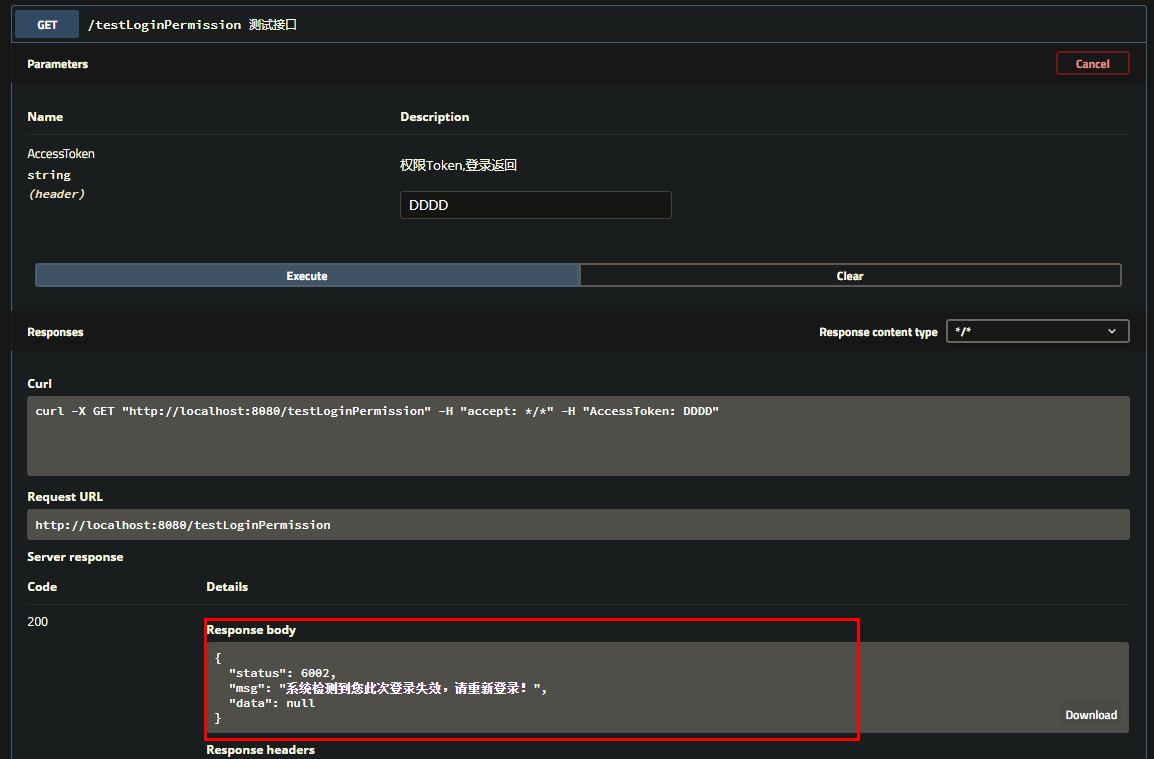 GET /testLoginPermission 测试接口
Parameters Cancel
Name Description
AccessToken
string
(header)
权限Token,登录返回
DDDD
Execute Clear
Responses Response content type */*
Curl
curl -X GET "http://localhost:8080/testLoginPermission" -H "accept: */*" -H "AccessToken: DDDD"
Request URL
http://localhost:8080/testLoginPermission
Server response
Code Details
200
Response body
{
"status": 6002,
"msg": "系统检测到您此次登录失效，请重新登录！",
"data": null
}
Download
Response headers